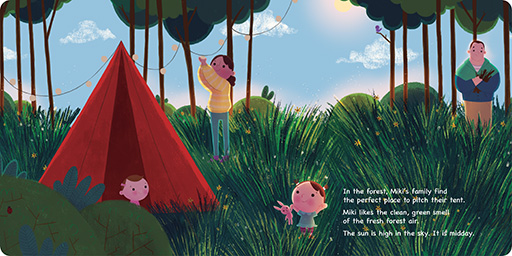 In the forest, Miki's family find
the perfect place to pitch their tent.
Miki likes the clean, green smell
of the fresh forest air.
The sun is high in the sky. It is midday.